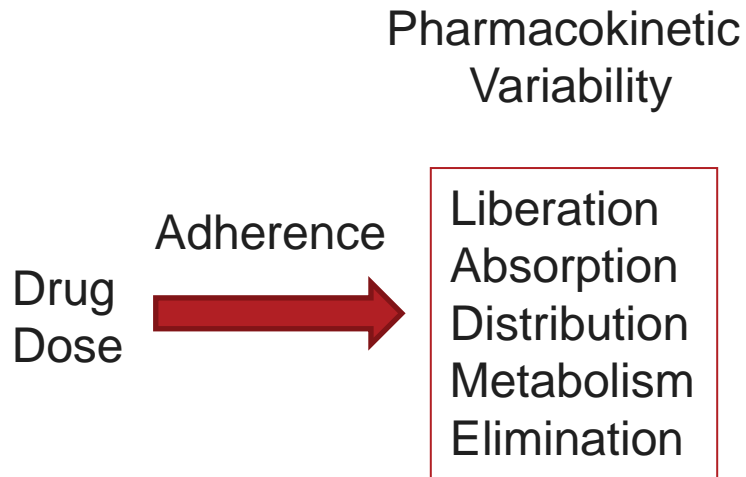 Pharmacokinetic
Variability
Adherence
Drug
Dose
Liberation
Absorption
Distribution
Metabolism
Elimination